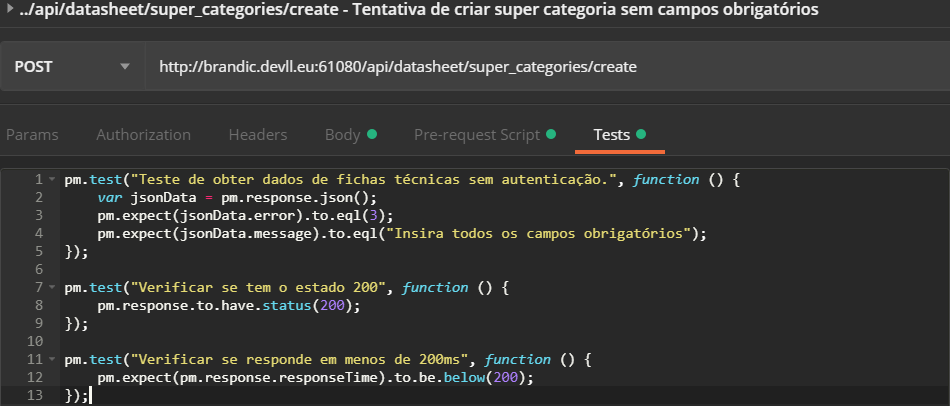 ../api/datasheet/super_categories/create - Tentativa de criar super categoria sem campos obrigatórios
POST http://brandic.devll.eu:61080/api/datasheet/super_categories/create
Params Authorization Headers Body Pre-request Script Tests
1 pm.test("Teste de obter dados de fichas técnicas sem autenticação.", function () {
2 var jsonData = pm.response.json();
3 pm.expect(jsonData.error).to.eql(3);
4 pm.expect(jsonData.message).to.eql("Insira todos os campos obrigatórios");
5 });
6
7 pm.test("Verificar se tem o estado 200", function () {
8 pm.response.to.have.status(200);
9 });
10
11 pm.test("Verificar se responde em menos de 200ms", function () {
12 pm.expect(pm.response.responseTime).to.be.below(200);
13 });